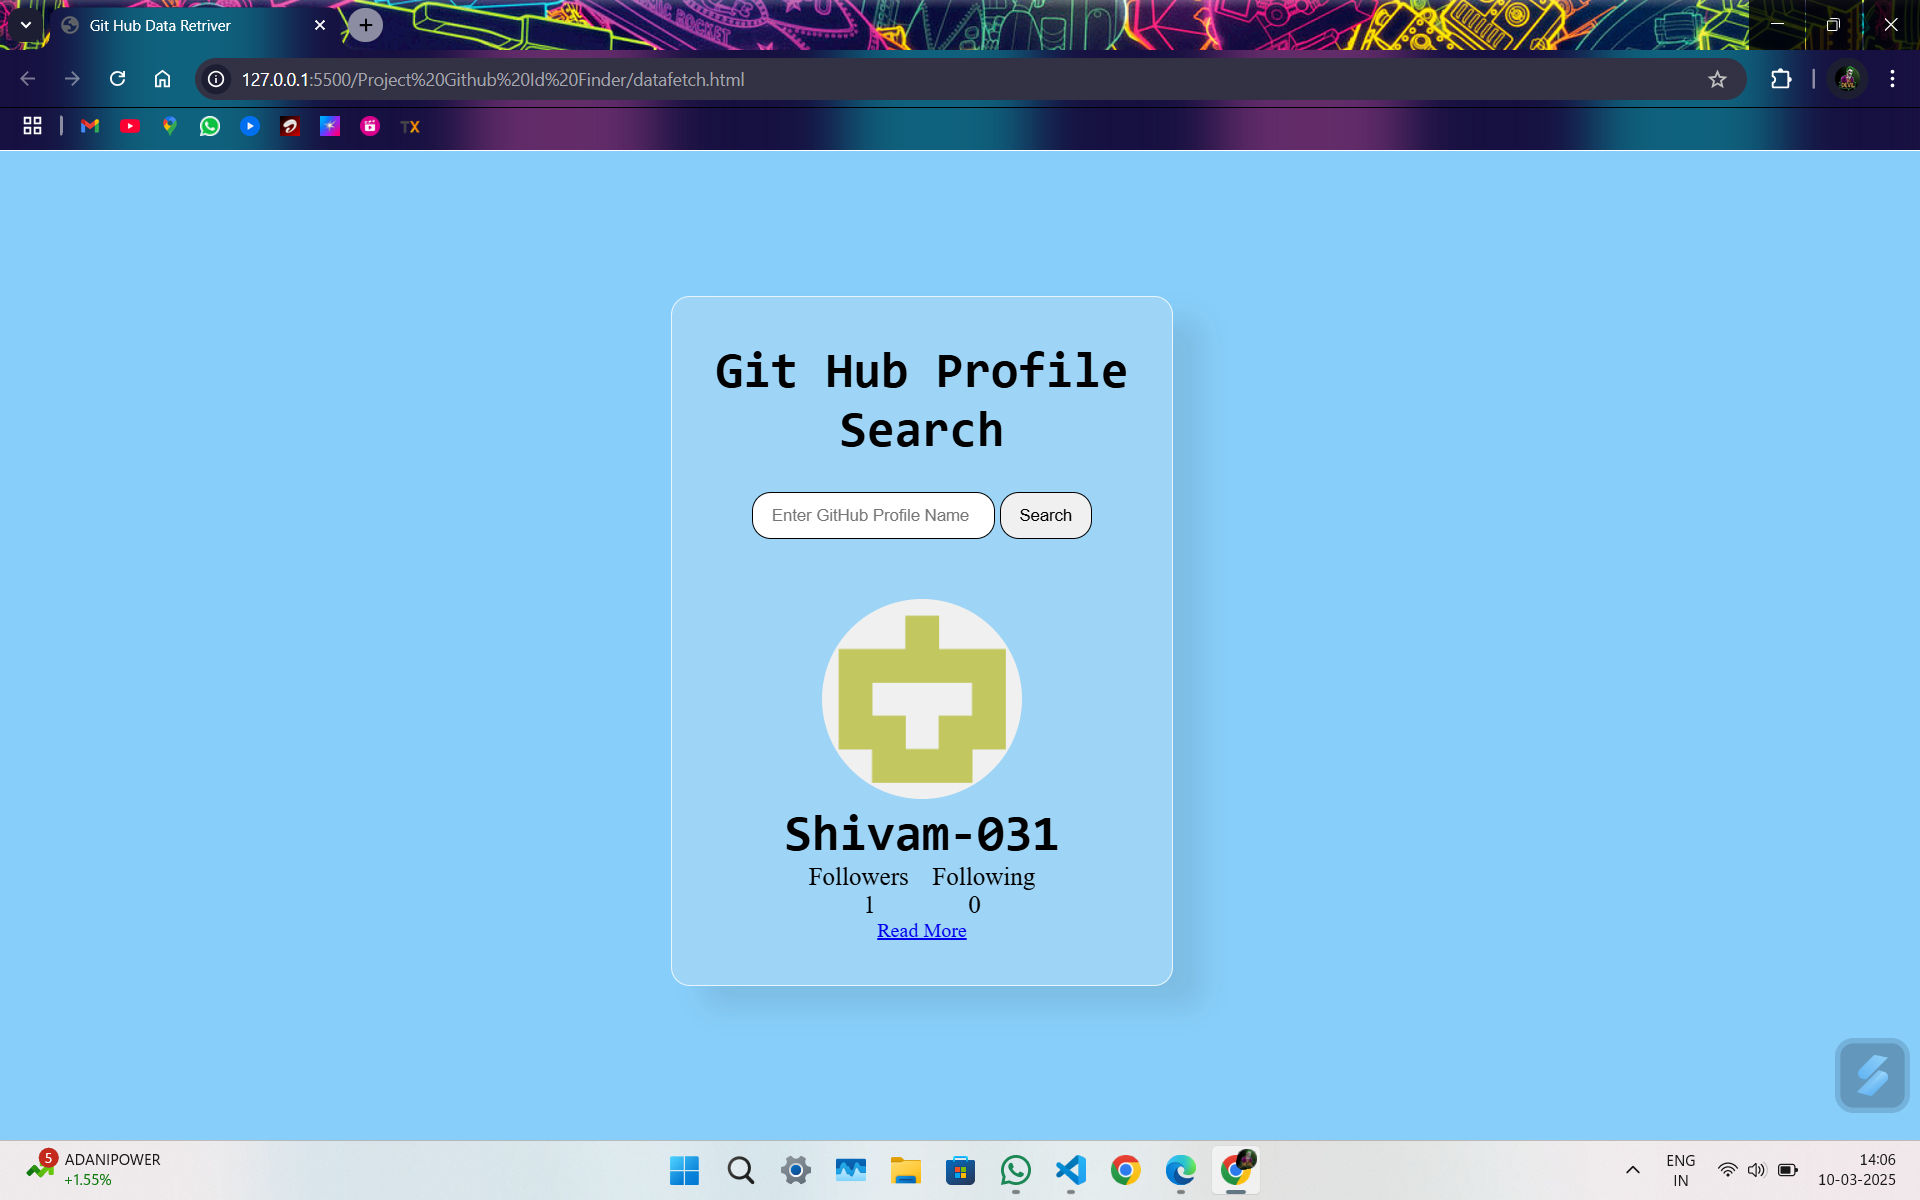 Git Hub Data Retriver
127.0.0.1:5500/Project%20Github%20Id%20Finder/datafetch.html
TX
Git Hub Profile
Search
Enter GitHub Profile Name
Search
Shivam-031
Followers Following
1 0
Read More
5
ADANIPOWER
+1.55%
ENG
IN
14:06
10-03-2025